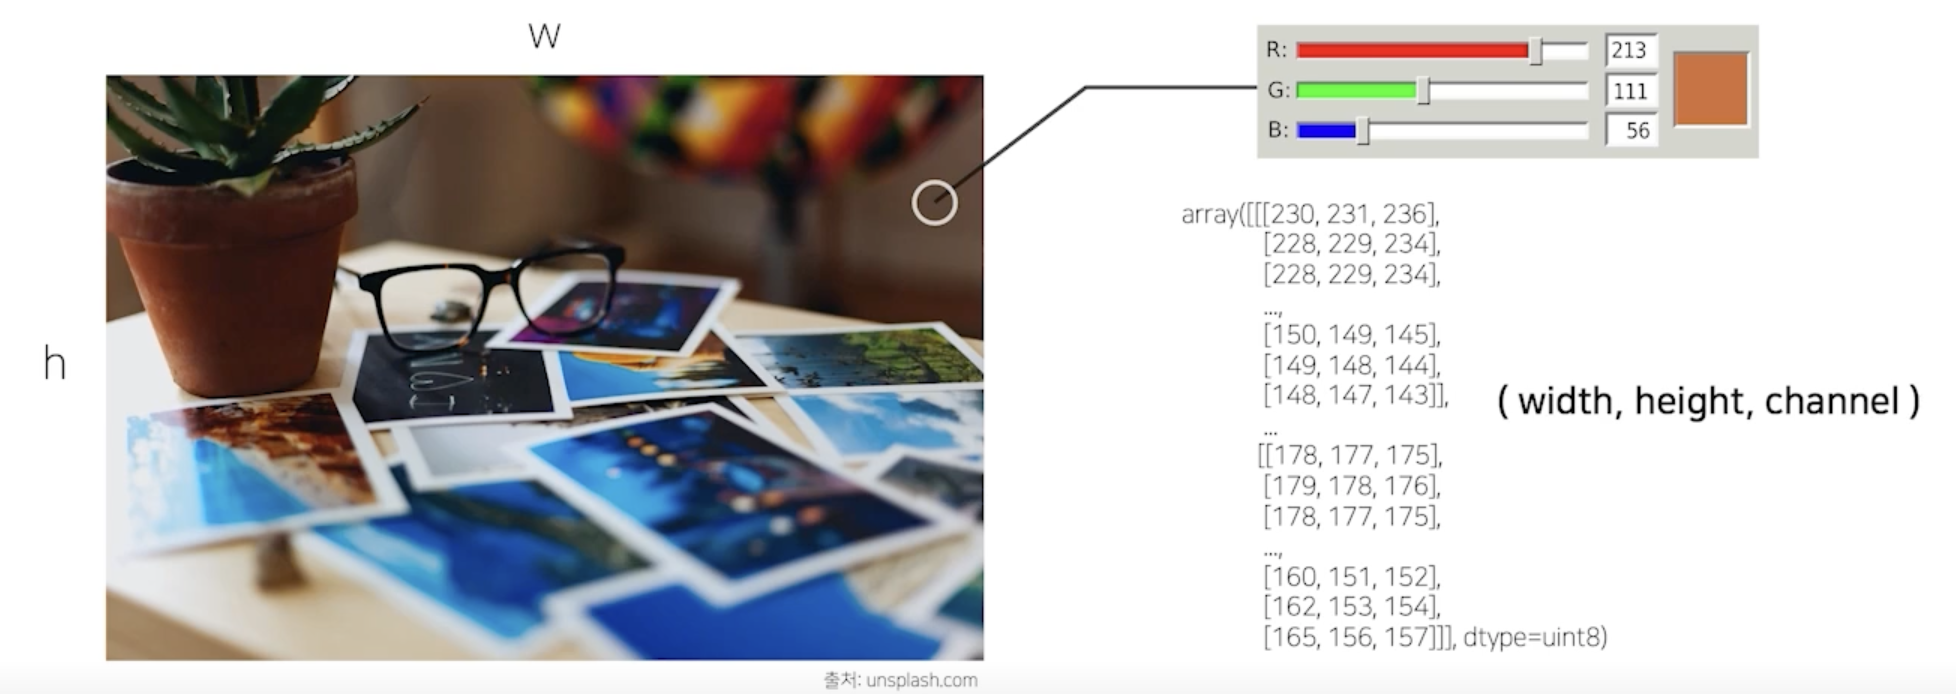 w
h
R: 213
G: 111
B: 56
array([[[[230, 231, 236],
[228, 229, 234],
[228, 229, 234],
...,
[150, 149, 145],
[149, 148, 144],
[148, 147, 143]],
...
[[178, 177, 175],
[179, 178, 176],
[178, 177, 175],
...,
[160, 151, 152],
[162, 153, 154],
[165, 156, 157]]], dtype=uint8)
( width, height, channel )
출처: unsplash.com